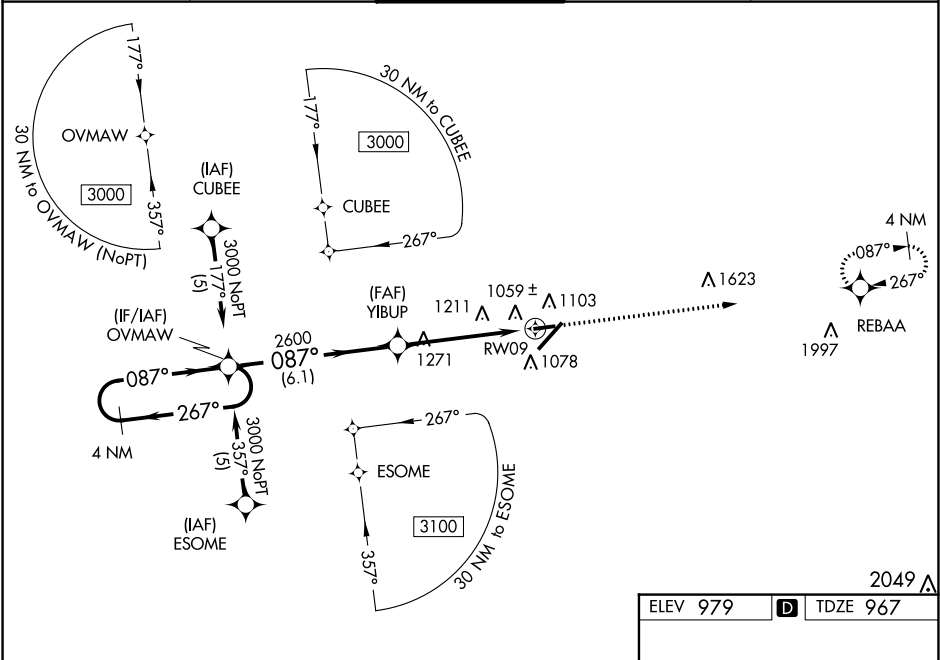 177°
OVMAW
3000
357°
30 NM to OVMAW (NoPT)
30 NM to CUBEE
177°
3000
CUBEE
267°
(IAF)
CUBEE
3000 NoPT
177°
(5)
4 NM
087°
267°
REBAA
1623
1997
(IF/IAF)
OVMAW
(FAF)
YIBUP
1211
1059 ±
1103
RW09
1078
1271
2600
087°
(6.1)
087°
267°
4 NM
3000 NoPT
357°
(5)
(IAF)
ESOME
267°
ESOME
3100
357°
30 NM to ESOME
2049
ELEV 979 D TDZE 967